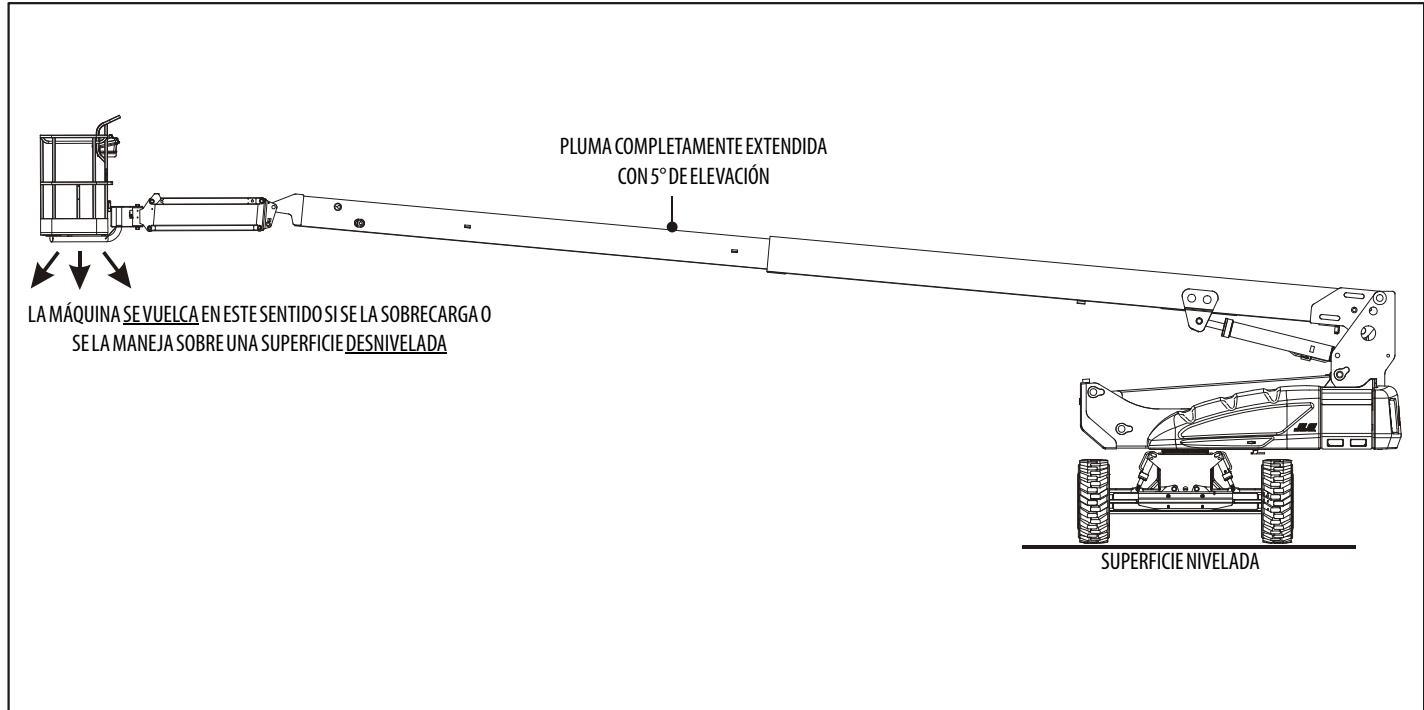 PLUMA COMPLETAMENTE EXTENDIDA
CON 5° DE ELEVACIÓN
LA MÁQUINA SE VUELCA EN ESTE SENTIDO SI SE LA SOBRECARGA O
SE LA MANEJA SOBRE UNA SUPERFICIE DESNIVELADA
JLG
SUPERFICIE NIVELADA